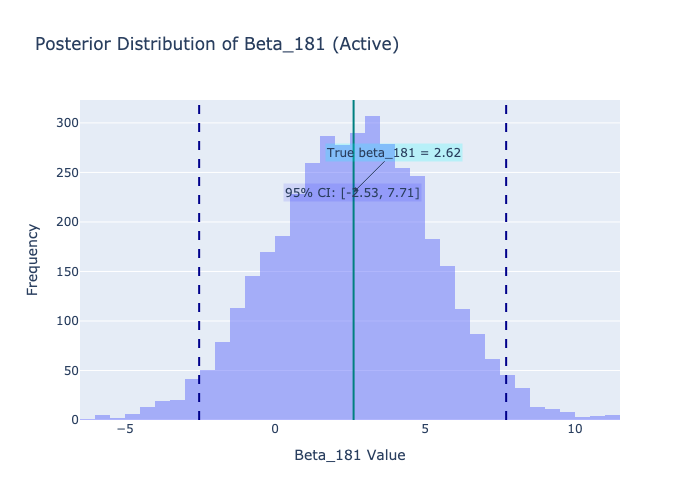 Posterior Distribution of Beta_181 (Active)
300
250
200
150
100
50
0
Frequency
True beta_181 = 2.62
95% CI: [-2.53, 7.71]
−5
0
5
10
Beta_181 Value